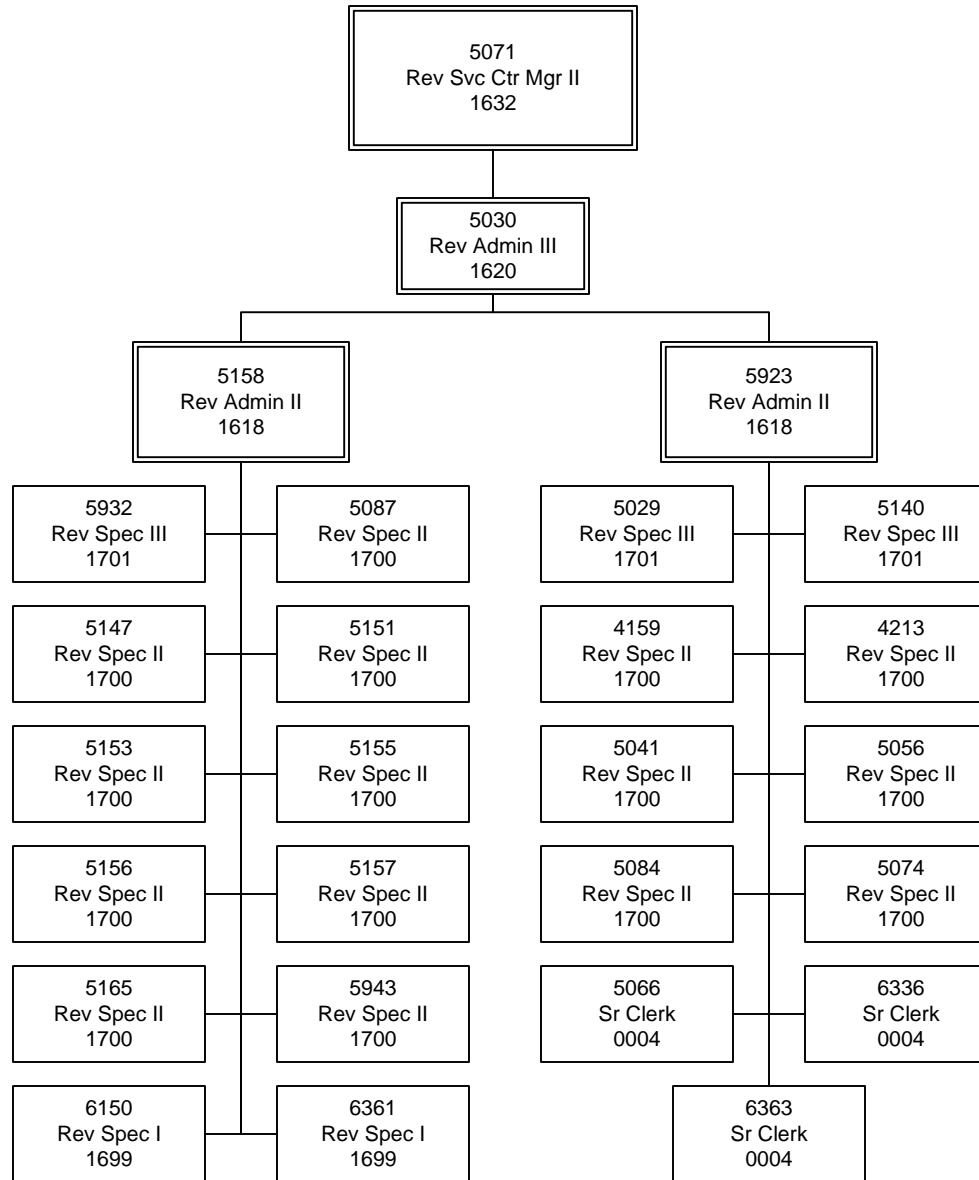 5071
Rev Svc Ctr Mgr II
1632
5030
Rev Admin III
1620
5158
Rev Admin II
1618
5923
Rev Admin II
1618
5932
Rev Spec III
1701
5087
Rev Spec II
1700
5029
Rev Spec III
1701
5140
Rev Spec III
1701
5147
Rev Spec II
1700
5151
Rev Spec II
1700
4159
Rev Spec II
1700
4213
Rev Spec II
1700
5153
Rev Spec II
1700
5155
Rev Spec II
1700
5041
Rev Spec II
1700
5056
Rev Spec II
1700
5156
Rev Spec II
1700
5157
Rev Spec II
1700
5084
Rev Spec II
1700
5074
Rev Spec II
1700
5165
Rev Spec II
1700
5943
Rev Spec II
1700
5066
Sr Clerk
0004
6336
Sr Clerk
0004
6150
Rev Spec I
1699
6361
Rev Spec I
1699
6363
Sr Clerk
0004